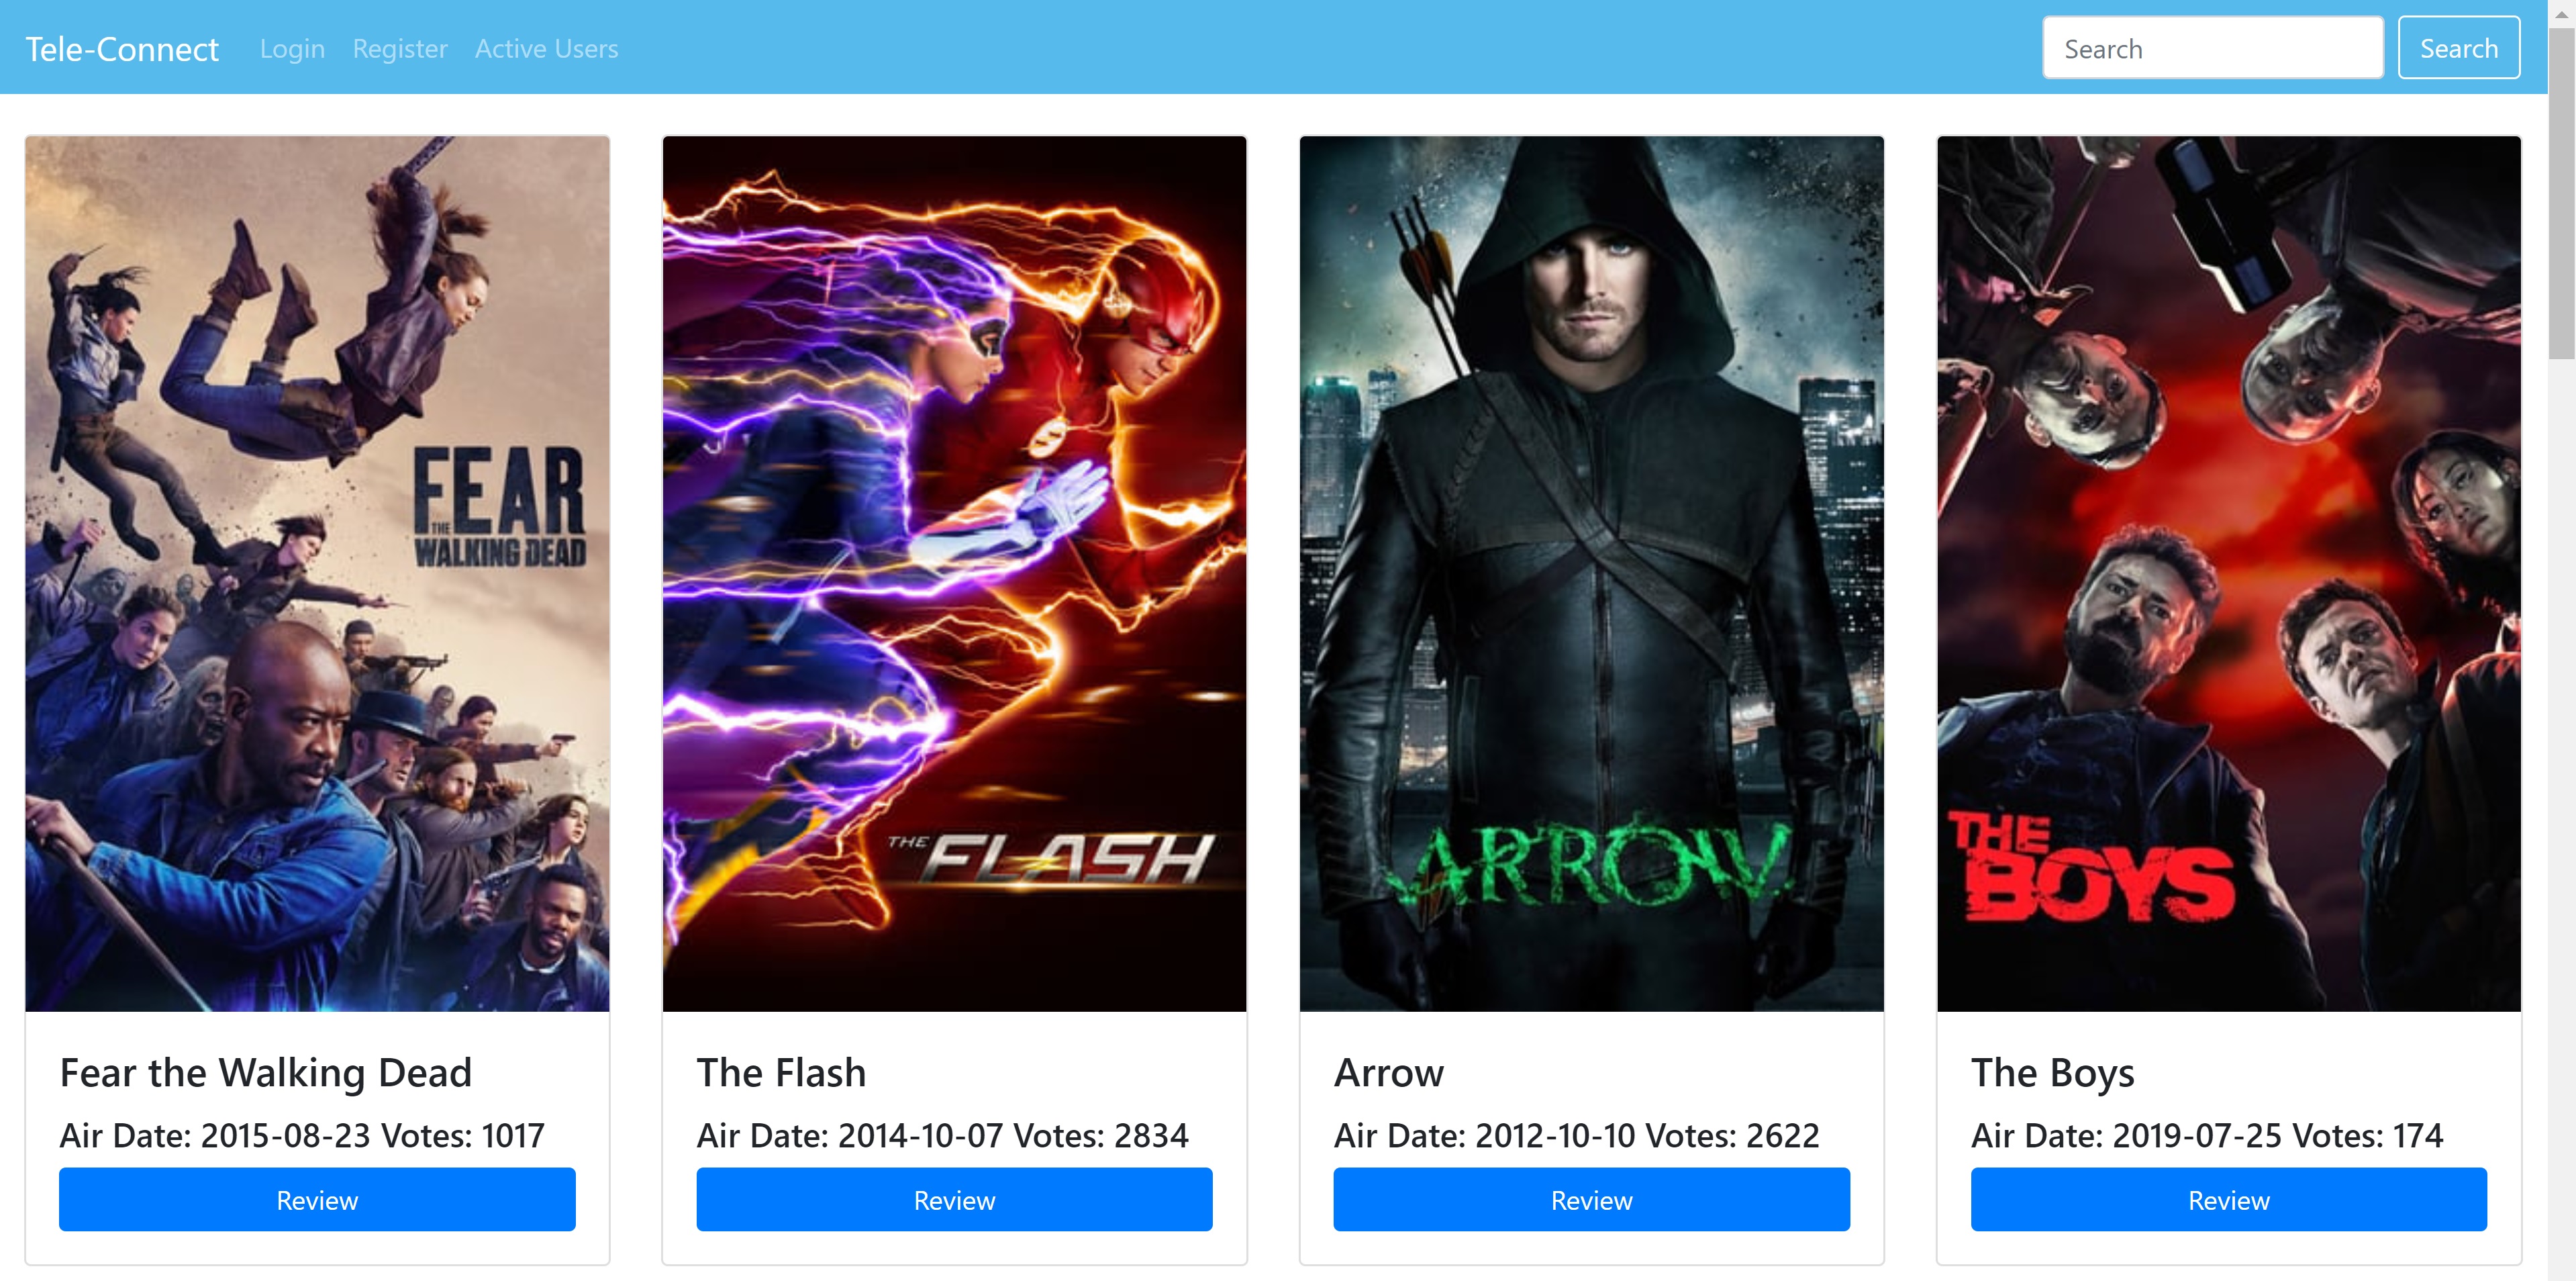 Tele-Connect Login Register Active Users Search Search
FEAR
THE
WALKING DEAD
THE FLASH
ARROW
THE
BOYS
Fear the Walking Dead
Air Date: 2015-08-23 Votes: 1017
Review
The Flash
Air Date: 2014-10-07 Votes: 2834
Review
Arrow
Air Date: 2012-10-10 Votes: 2622
Review
The Boys
Air Date: 2019-07-25 Votes: 174
Review